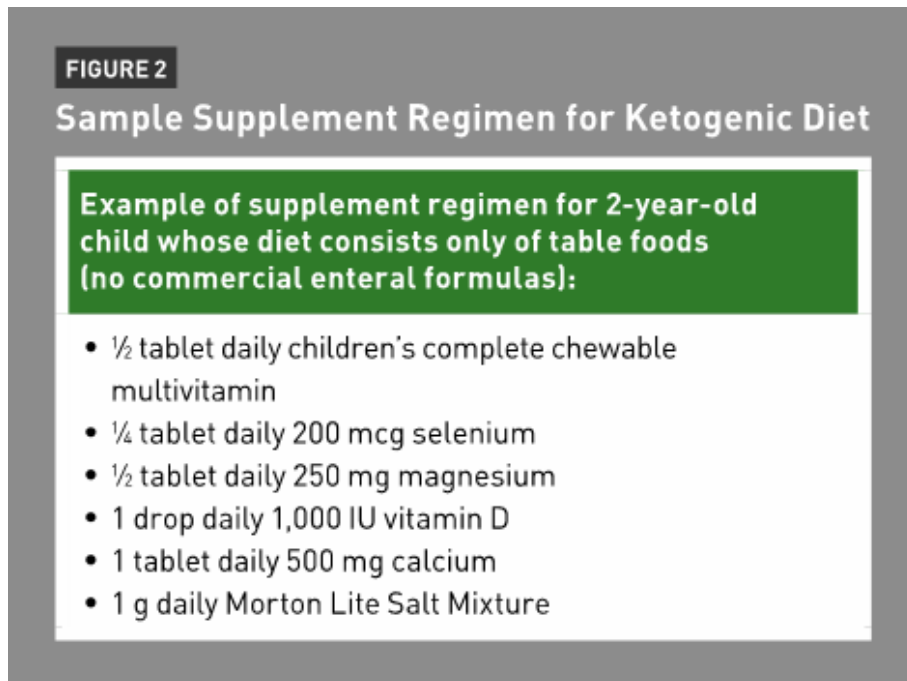 FIGURE 2
Sample Supplement Regimen for Ketogenic Diet
Example of supplement regimen for 2-year-old
child whose diet consists only of table foods
(no commercial enteral formulas):
• ½ tablet daily children's complete chewable
multivitamin
• ¼ tablet daily 200 mcg selenium
• ½ tablet daily 250 mg magnesium
• 1 drop daily 1,000 IU vitamin D
• 1 tablet daily 500 mg calcium
• 1 g daily Morton Lite Salt Mixture